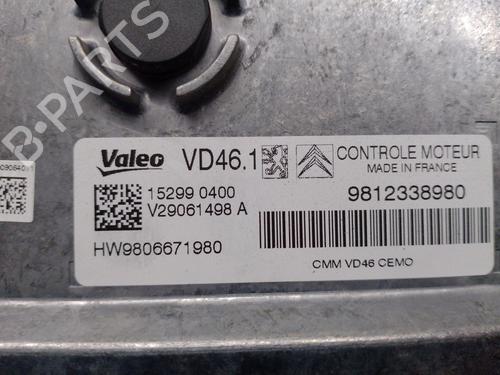 B-PARTS
Valeo VD46.1 CONTROLE MOTEUR
MADE IN FRANCE
15299 0400
V29061498 A
9812338980
HW9806671980
CMM VD46 CEMO